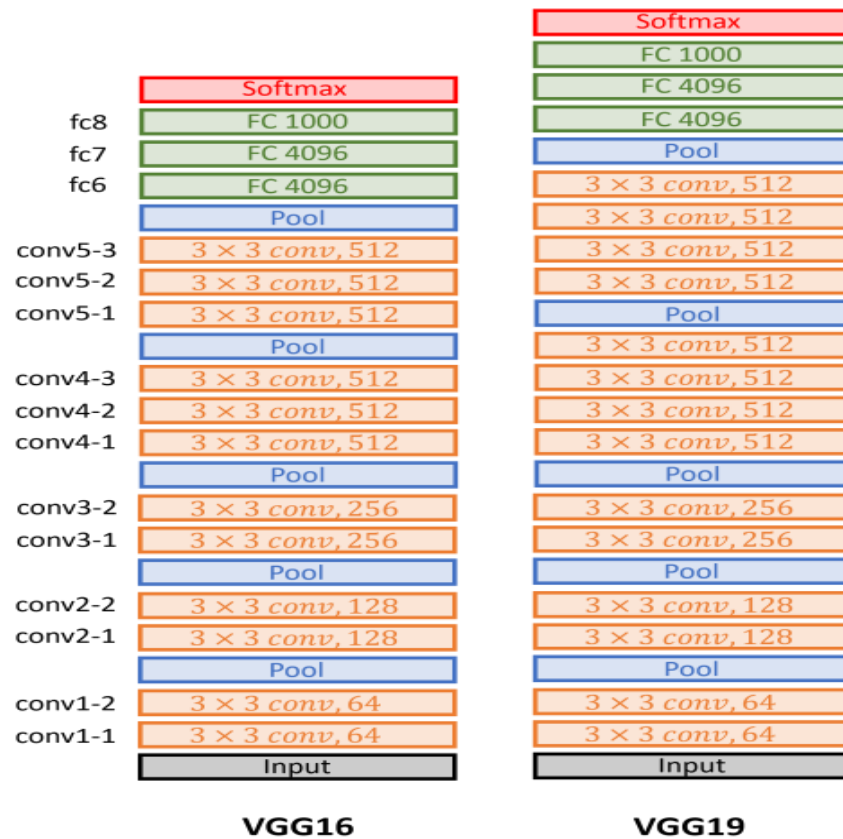 Softmax
FC 1000
FC 4096
FC 4096
Pool
3 × 3 conv, 512
3 × 3 conv, 512
3 × 3 conv, 512
3 × 3 conv, 512
Pool
3 × 3 conv, 512
3 × 3 conv, 512
3 × 3 conv, 512
3 × 3 conv, 512
Pool
3 × 3 conv, 256
3 × 3 conv, 256
Pool
3 × 3 conv, 128
3 × 3 conv, 128
Pool
3 × 3 conv, 64
3 × 3 conv, 64
Input
VGG19
Softmax
fc8 FC 1000
fc7 FC 4096
fc6 FC 4096
Pool
conv5-3 3 × 3 conv, 512
conv5-2 3 × 3 conv, 512
conv5-1 3 × 3 conv, 512
Pool
conv4-3 3 × 3 conv, 512
conv4-2 3 × 3 conv, 512
conv4-1 3 × 3 conv, 512
Pool
conv3-2 3 × 3 conv, 256
conv3-1 3 × 3 conv, 256
Pool
conv2-2 3 × 3 conv, 128
conv2-1 3 × 3 conv, 128
Pool
conv1-2 3 × 3 conv, 64
conv1-1 3 × 3 conv, 64
Input
VGG16